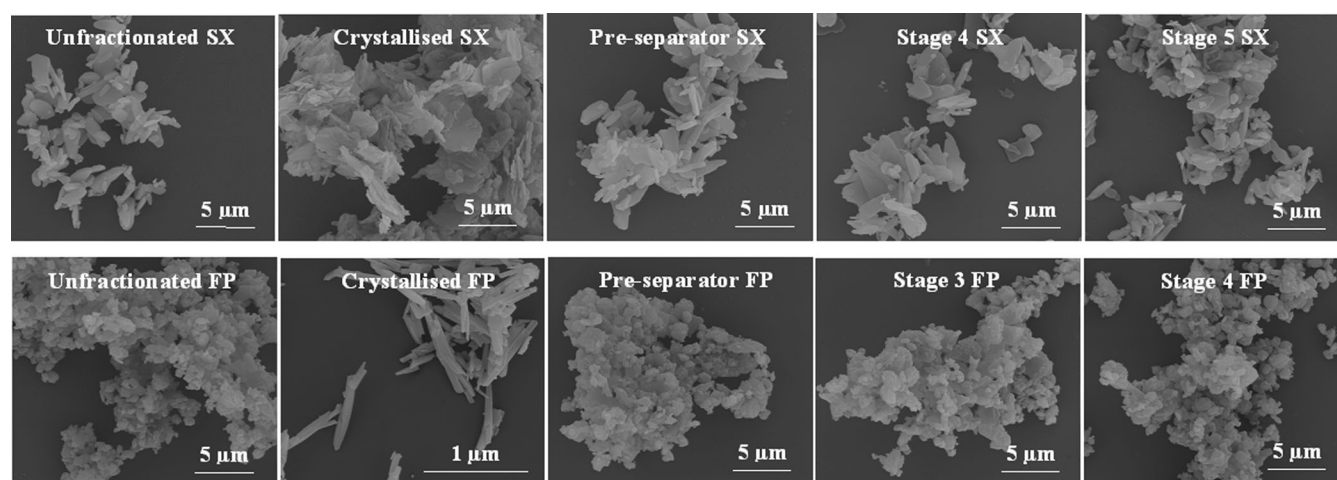 Unfractionated SX
Crystallised SX
Pre-separator SX
Stage 4 SX
Stage 5 SX
5 µm
5 µm
5 µm
5 µm
5 µm
Unfractionated FP
Crystallised FP
Pre-separator FP
Stage 3 FP
Stage 4 FP
5 µm
1 µm
5 µm
5 µm
5 µm